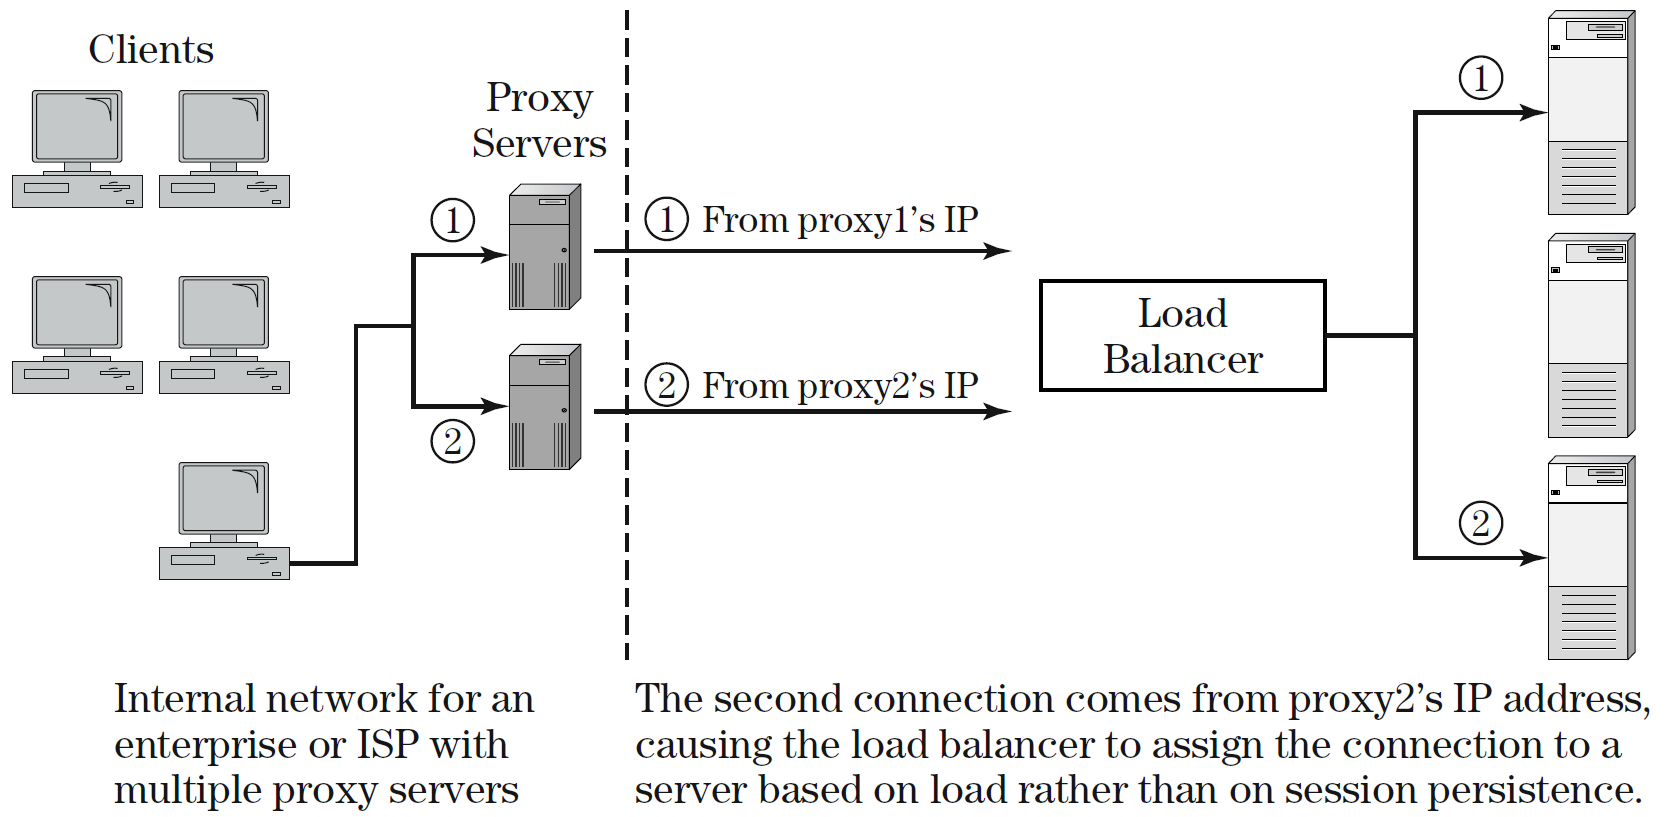 Clients
Proxy
Servers
1
1 From proxy1's IP
1
Load
Balancer
2 From proxy2's IP
2
2
Internal network for an
enterprise or ISP with
multiple proxy servers
The second connection comes from proxy2's IP address,
causing the load balancer to assign the connection to a
server based on load rather than on session persistence.